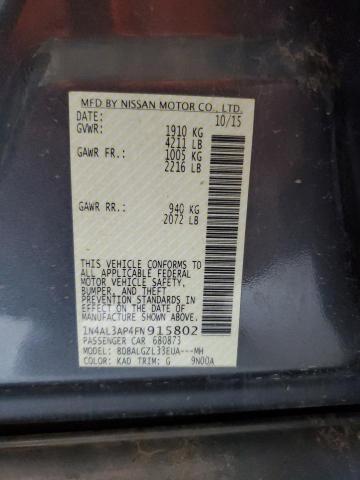 MFD BY NISSAN MOTOR CO., LTD.
DATE: 10/15
GVWR: 1910 KG
4211 LB
GAWR FR.: 1005 KG
2216 LB
GAWR RR.: 940 KG
2072 LB
THIS VEHICLE CONFORMS TO
ALL APPLICABLE FEDERAL
MOTOR VEHICLE SAFETY,
BUMPER, AND THEFT
PREVENTION STANDARDS IN
EFFECT ON THE DATE OF
MANUFACTURE SHOWN ABOVE.
1N4AL3AP4FN915802
PASSENGER CAR 680873
MODEL: BDBALGZL33EUA---MH
COLOR: KAD TRIM: G 9N00A